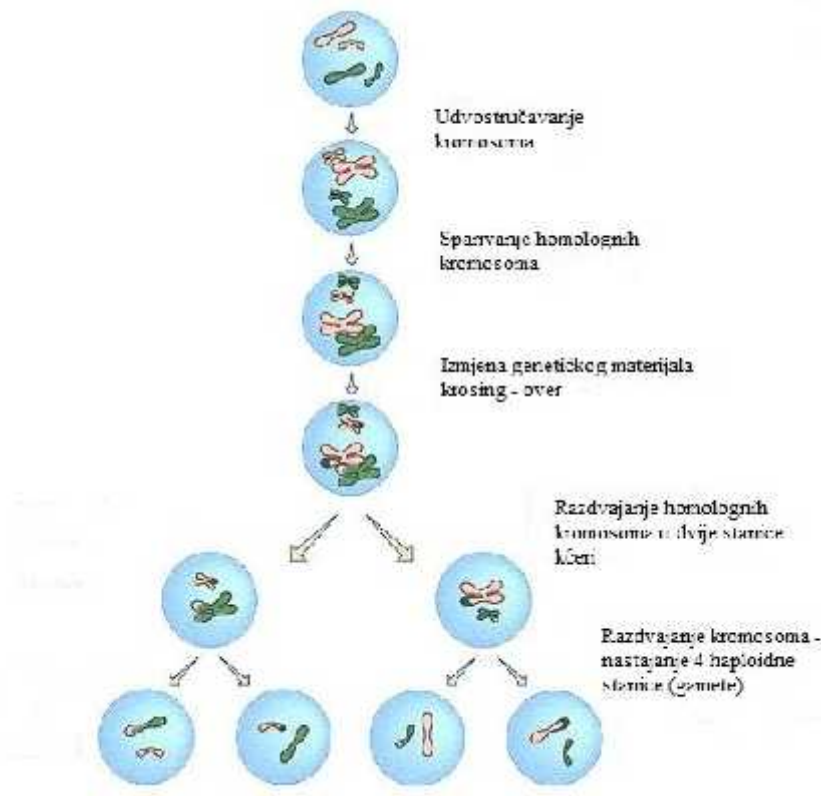 Udvostručavanje
kromosoma
Sparivanje homolognih
kromosoma
Izmjena genetičkog materijala
krosing - over
Razdvajanje homolognih
kromosoma u dvije stanice
kćeri
Razdvajanje kromosoma -
nastajanje 4 haploidne
stanice (gamete)